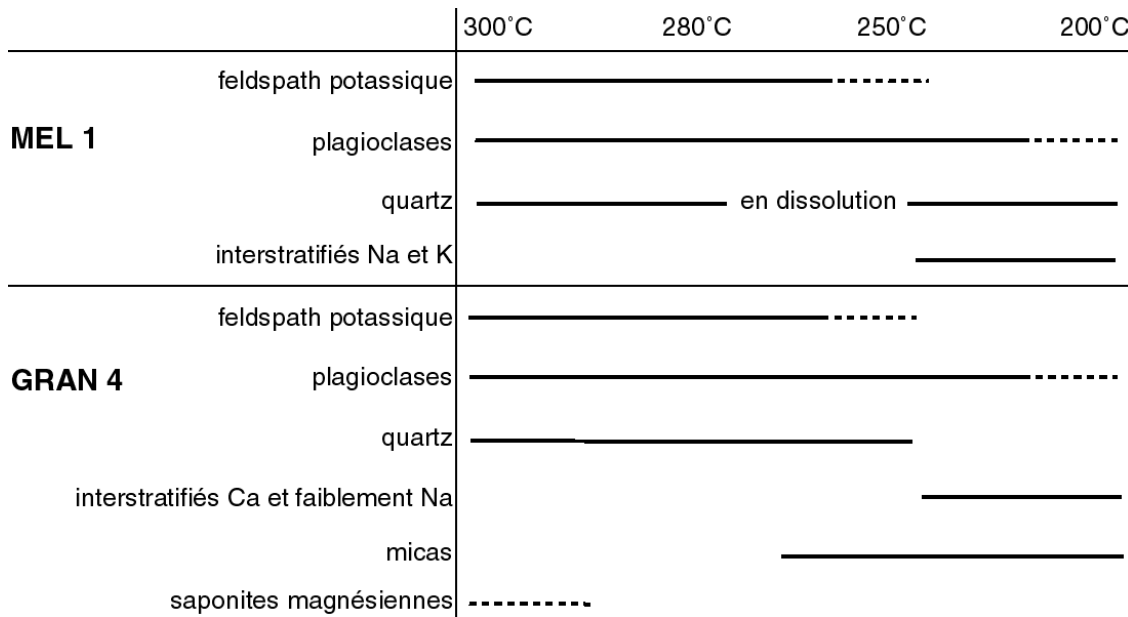 300˚C 280˚C 250˚C 200˚C
feldspath potassique
MEL 1 plagioclases
quartz en dissolution
interstratifiés Na et K
feldspath potassique
GRAN 4 plagioclases
quartz
interstratifiés Ca et faiblement Na
micas
saponites magnésiennes